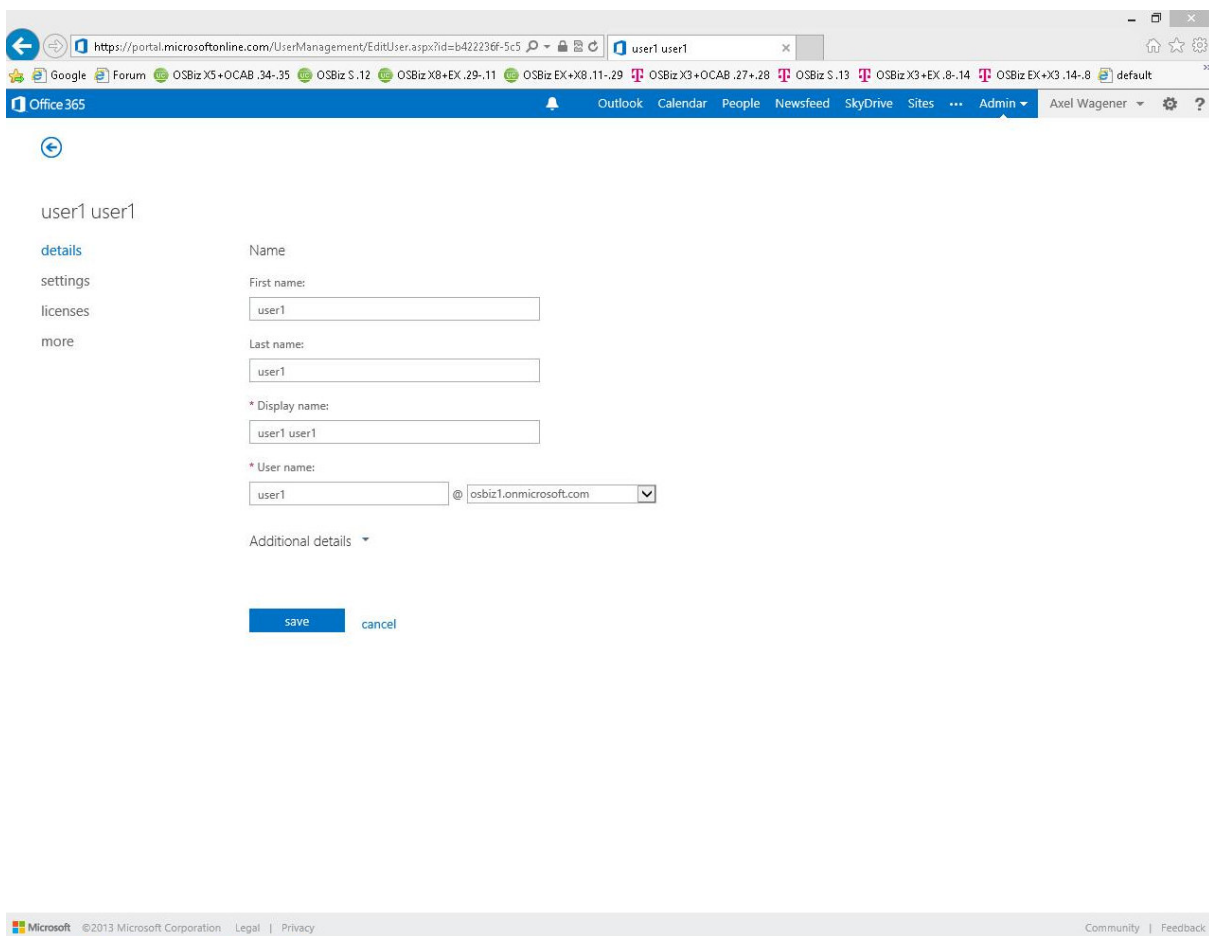 https://portal.microsoftonline.com/UserManagement/EditUser.aspx?id=b422236f-5c5
user1 user1
Google Forum OSBiz X5+OCAB .34-.35 OSBiz S .12 OSBiz X8+EX .29-.11 OSBiz EX+X8 .11-.29 OSBiz X3+OCAB .27+.28 OSBiz S .13 OSBiz X3+EX .8-.14 OSBiz EX+X3 .14-.8 default
Office 365 Outlook Calendar People Newsfeed SkyDrive Sites ••• Admin Axel Wagener ?
user1 user1
details
settings
licenses
more
Name
First name:
user1
Last name:
user1
* Display name:
user1 user1
* User name:
user1 @ osbiz1.onmicrosoft.com
Additional details
save cancel
Microsoft ©2013 Microsoft Corporation Legal | Privacy Community | Feedback